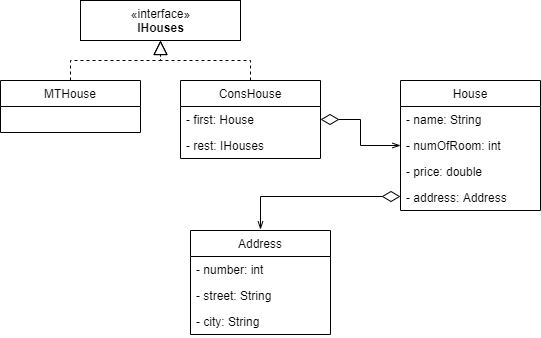 «interface»
IHouses
MTHouse
ConsHouse
- first: House
- rest: IHouses
House
- name: String
- numOfRoom: int
- price: double
- address: Address
Address
- number: int
- street: String
- city: String